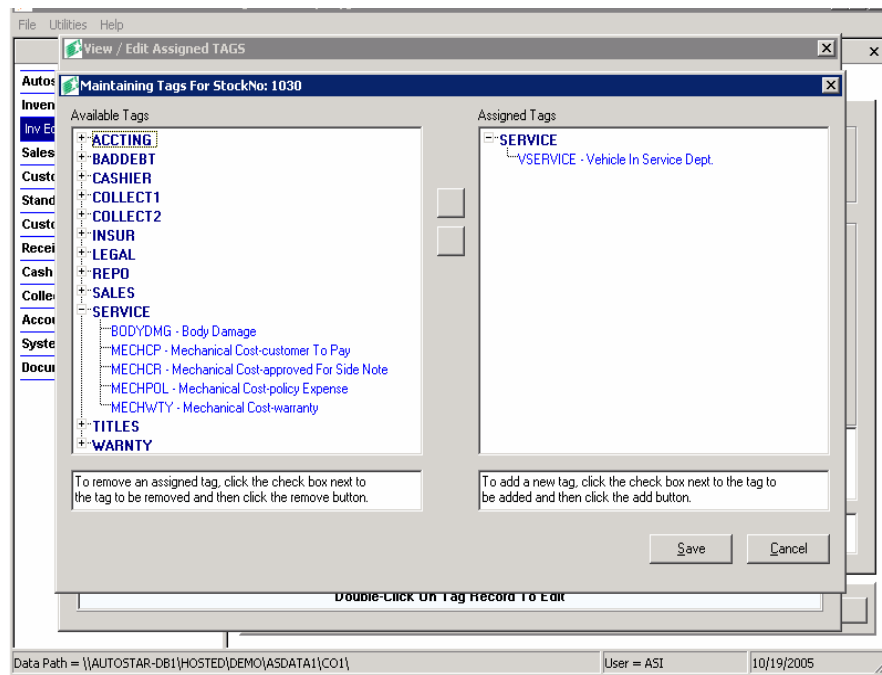 File Utilities Help
View / Edit Assigned TAGS
Maintaining Tags For StockNo: 1030
Available Tags
ACCTING
BADDEBT
CASHIER
COLLECT1
COLLECT2
INSUR
LEGAL
REPO
SALES
SERVICE
BODYDMG - Body Damage
MECHCP - Mechanical Cost-customer To Pay
MECHCR - Mechanical Cost-approved For Side Note
MECHPOL - Mechanical Cost-policy Expense
MECHWTY - Mechanical Cost-warranty
TITLES
WARNTY
To remove an assigned tag, click the check box next to
the tag to be removed and then click the remove button.
Assigned Tags
SERVICE
VSERVICE - Vehicle In Service Dept.
To add a new tag, click the check box next to the tag to
be added and then click the add button.
Save Cancel
Double-Click On Tag Record To Edit
Autos
Inven
Inv Ed
Sales
Custo
Stand
Custo
Recei
Cash
Colle
Accou
Syste
Docu
Data Path = \\AUTOSTAR-DB1\HOSTED\DEMO\ASDATA1\CO1\ User = ASI 10/19/2005